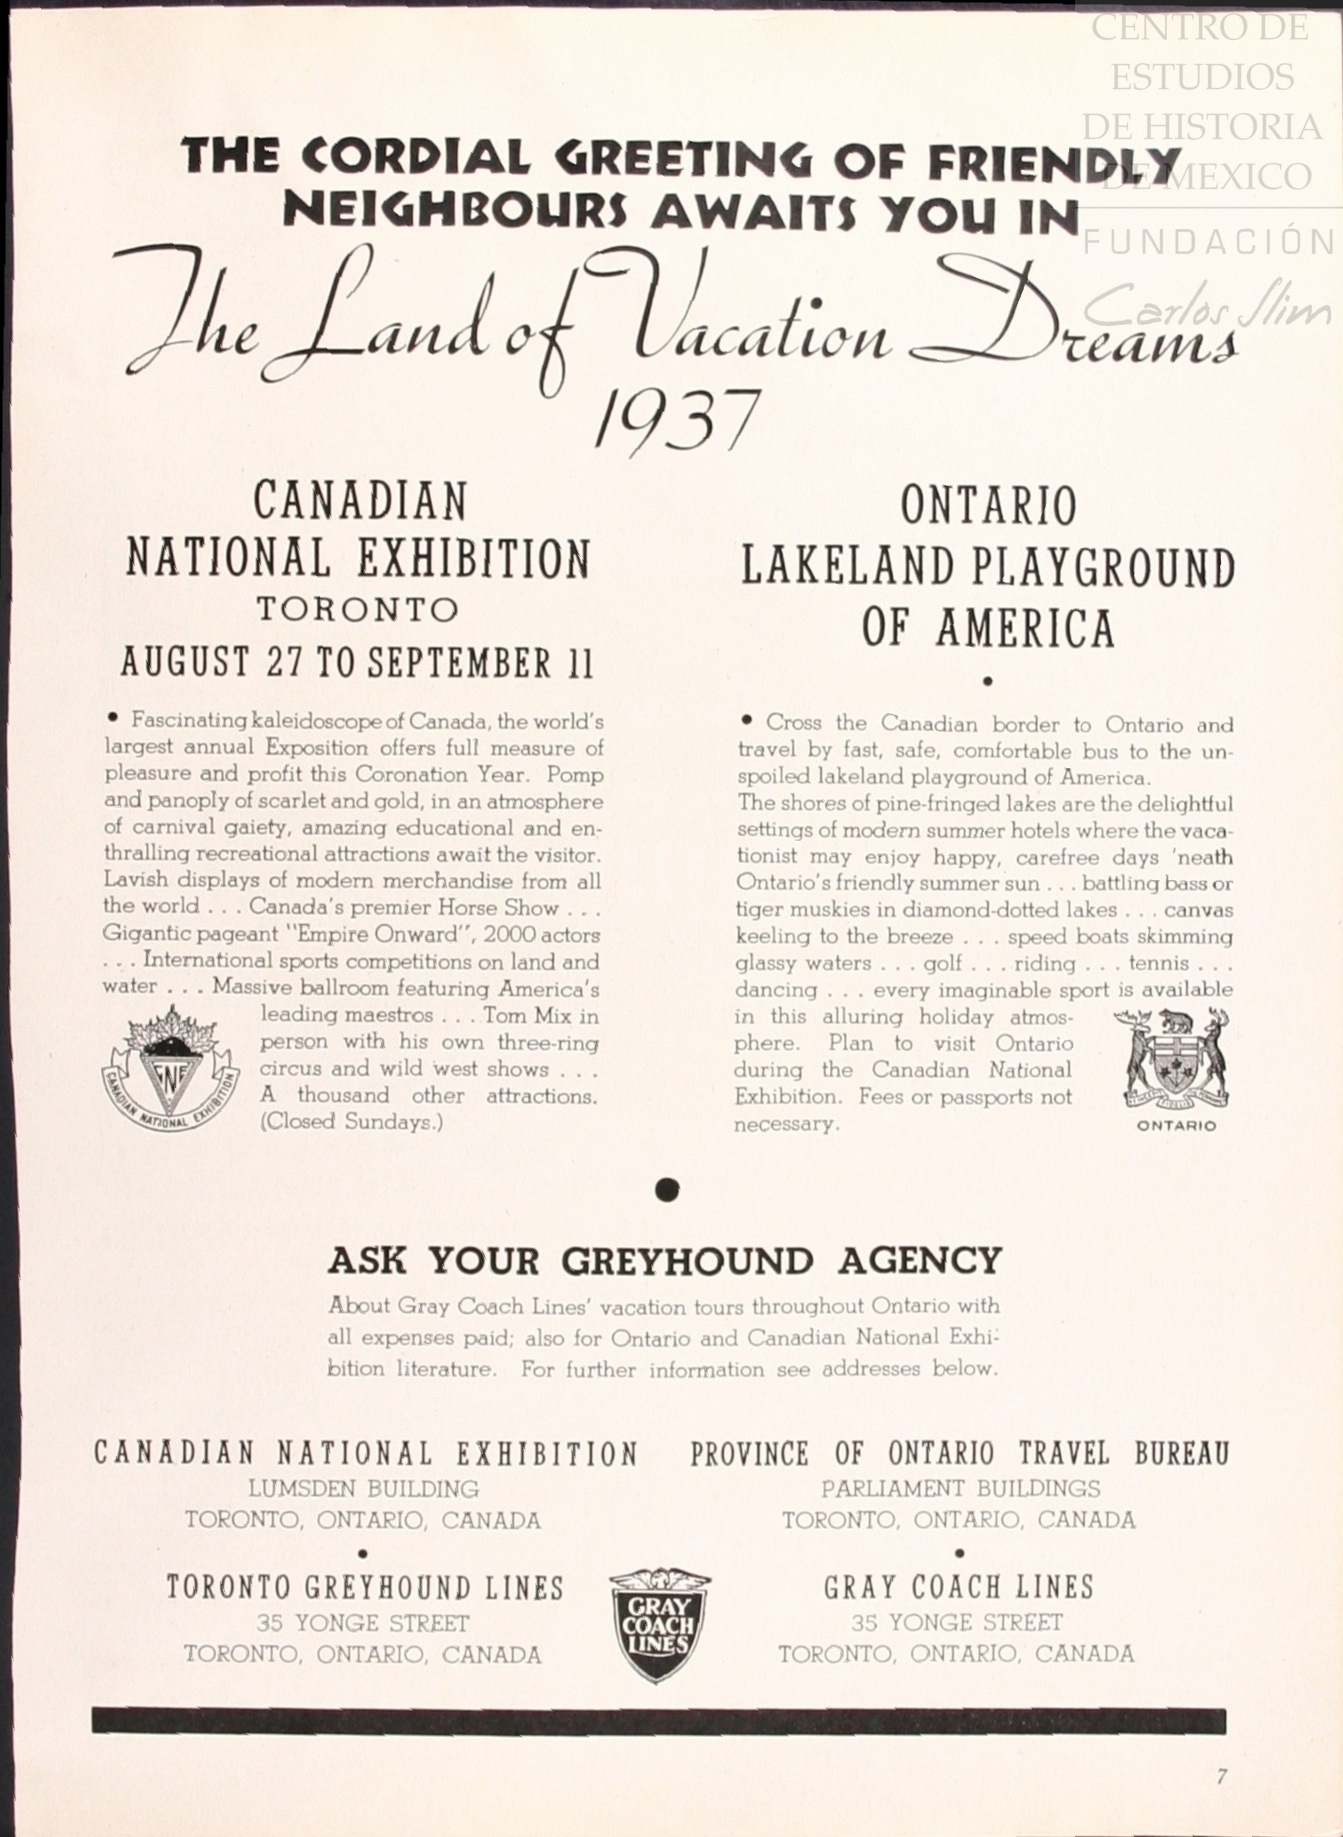 CENTRO DE
ESTUDIOS
DE HISTORIA
DE MEXICO
FUNDACIÓN
Carlos Slim
THE CORDIAL GREETING OF FRIENDLY
NEIGHBOURS AWAITS YOU IN
The Land of Vacation Dreams
1937
CANADIAN
NATIONAL EXHIBITION
TORONTO
AUGUST 27 TO SEPTEMBER 11
• Fascinating kaleidoscope of Canada, the world's
largest annual Exposition offers full measure of
pleasure and profit this Coronation Year. Pomp
and panoply of scarlet and gold, in an atmosphere
of carnival gaiety, amazing educational and en-
thralling recreational attractions await the visitor.
Lavish displays of modern merchandise from all
the world . . . Canada's premier Horse Show . . .
Gigantic pageant "Empire Onward", 2000 actors
. . . International sports competitions on land and
water . . . Massive ballroom featuring America's
leading maestros . . . Tom Mix in
person with his own three-ring
circus and wild west shows . . .
A thousand other attractions.
(Closed Sundays.)
CNE
CANADIAN NATIONAL EXHIBITION
ONTARIO
LAKELAND PLAYGROUND
OF AMERICA
•
• Cross the Canadian border to Ontario and
travel by fast, safe, comfortable bus to the un-
spoiled lakeland playground of America.
The shores of pine-fringed lakes are the delightful
settings of modern summer hotels where the vaca-
tionist may enjoy happy, carefree days 'neath
Ontario's friendly summer sun . . . battling bass or
tiger muskies in diamond-dotted lakes . . . canvas
keeling to the breeze . . . speed boats skimming
glassy waters . . . golf . . . riding . . . tennis . . .
dancing . . . every imaginable sport is available
in this alluring holiday atmos-
phere. Plan to visit Ontario
during the Canadian National
Exhibition. Fees or passports not
necessary.
ONTARIO
ASK YOUR GREYHOUND AGENCY
About Gray Coach Lines' vacation tours throughout Ontario with
all expenses paid; also for Ontario and Canadian National Exhi-
bition literature. For further information see addresses below.
CANADIAN NATIONAL EXHIBITION
LUMSDEN BUILDING
TORONTO, ONTARIO, CANADA
•
TORONTO GREYHOUND LINES
35 YONGE STREET
TORONTO, ONTARIO, CANADA
GRAY
COACH
LINES
PROVINCE OF ONTARIO TRAVEL BUREAU
PARLIAMENT BUILDINGS
TORONTO, ONTARIO, CANADA
•
GRAY COACH LINES
35 YONGE STREET
TORONTO, ONTARIO, CANADA
7